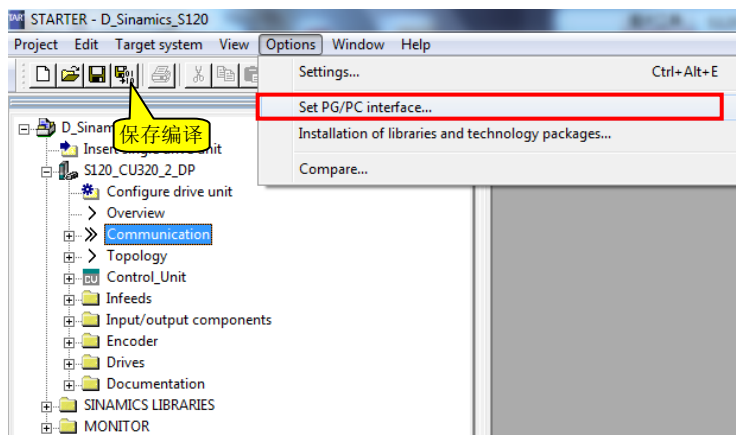 STARTER - D_Sinamics_S120
Project Edit Target system View Options Window Help
Settings... Ctrl+Alt+E
Set PG/PC interface...
Installation of libraries and technology packages...
Compare...
保存编译
D_Sinam
Inser unit
S120_CU320_2_DP
Configure drive unit
Overview
Communication
Topology
Control_Unit
Infeeds
Input/output components
Encoder
Drives
Documentation
SINAMICS LIBRARIES
MONITOR